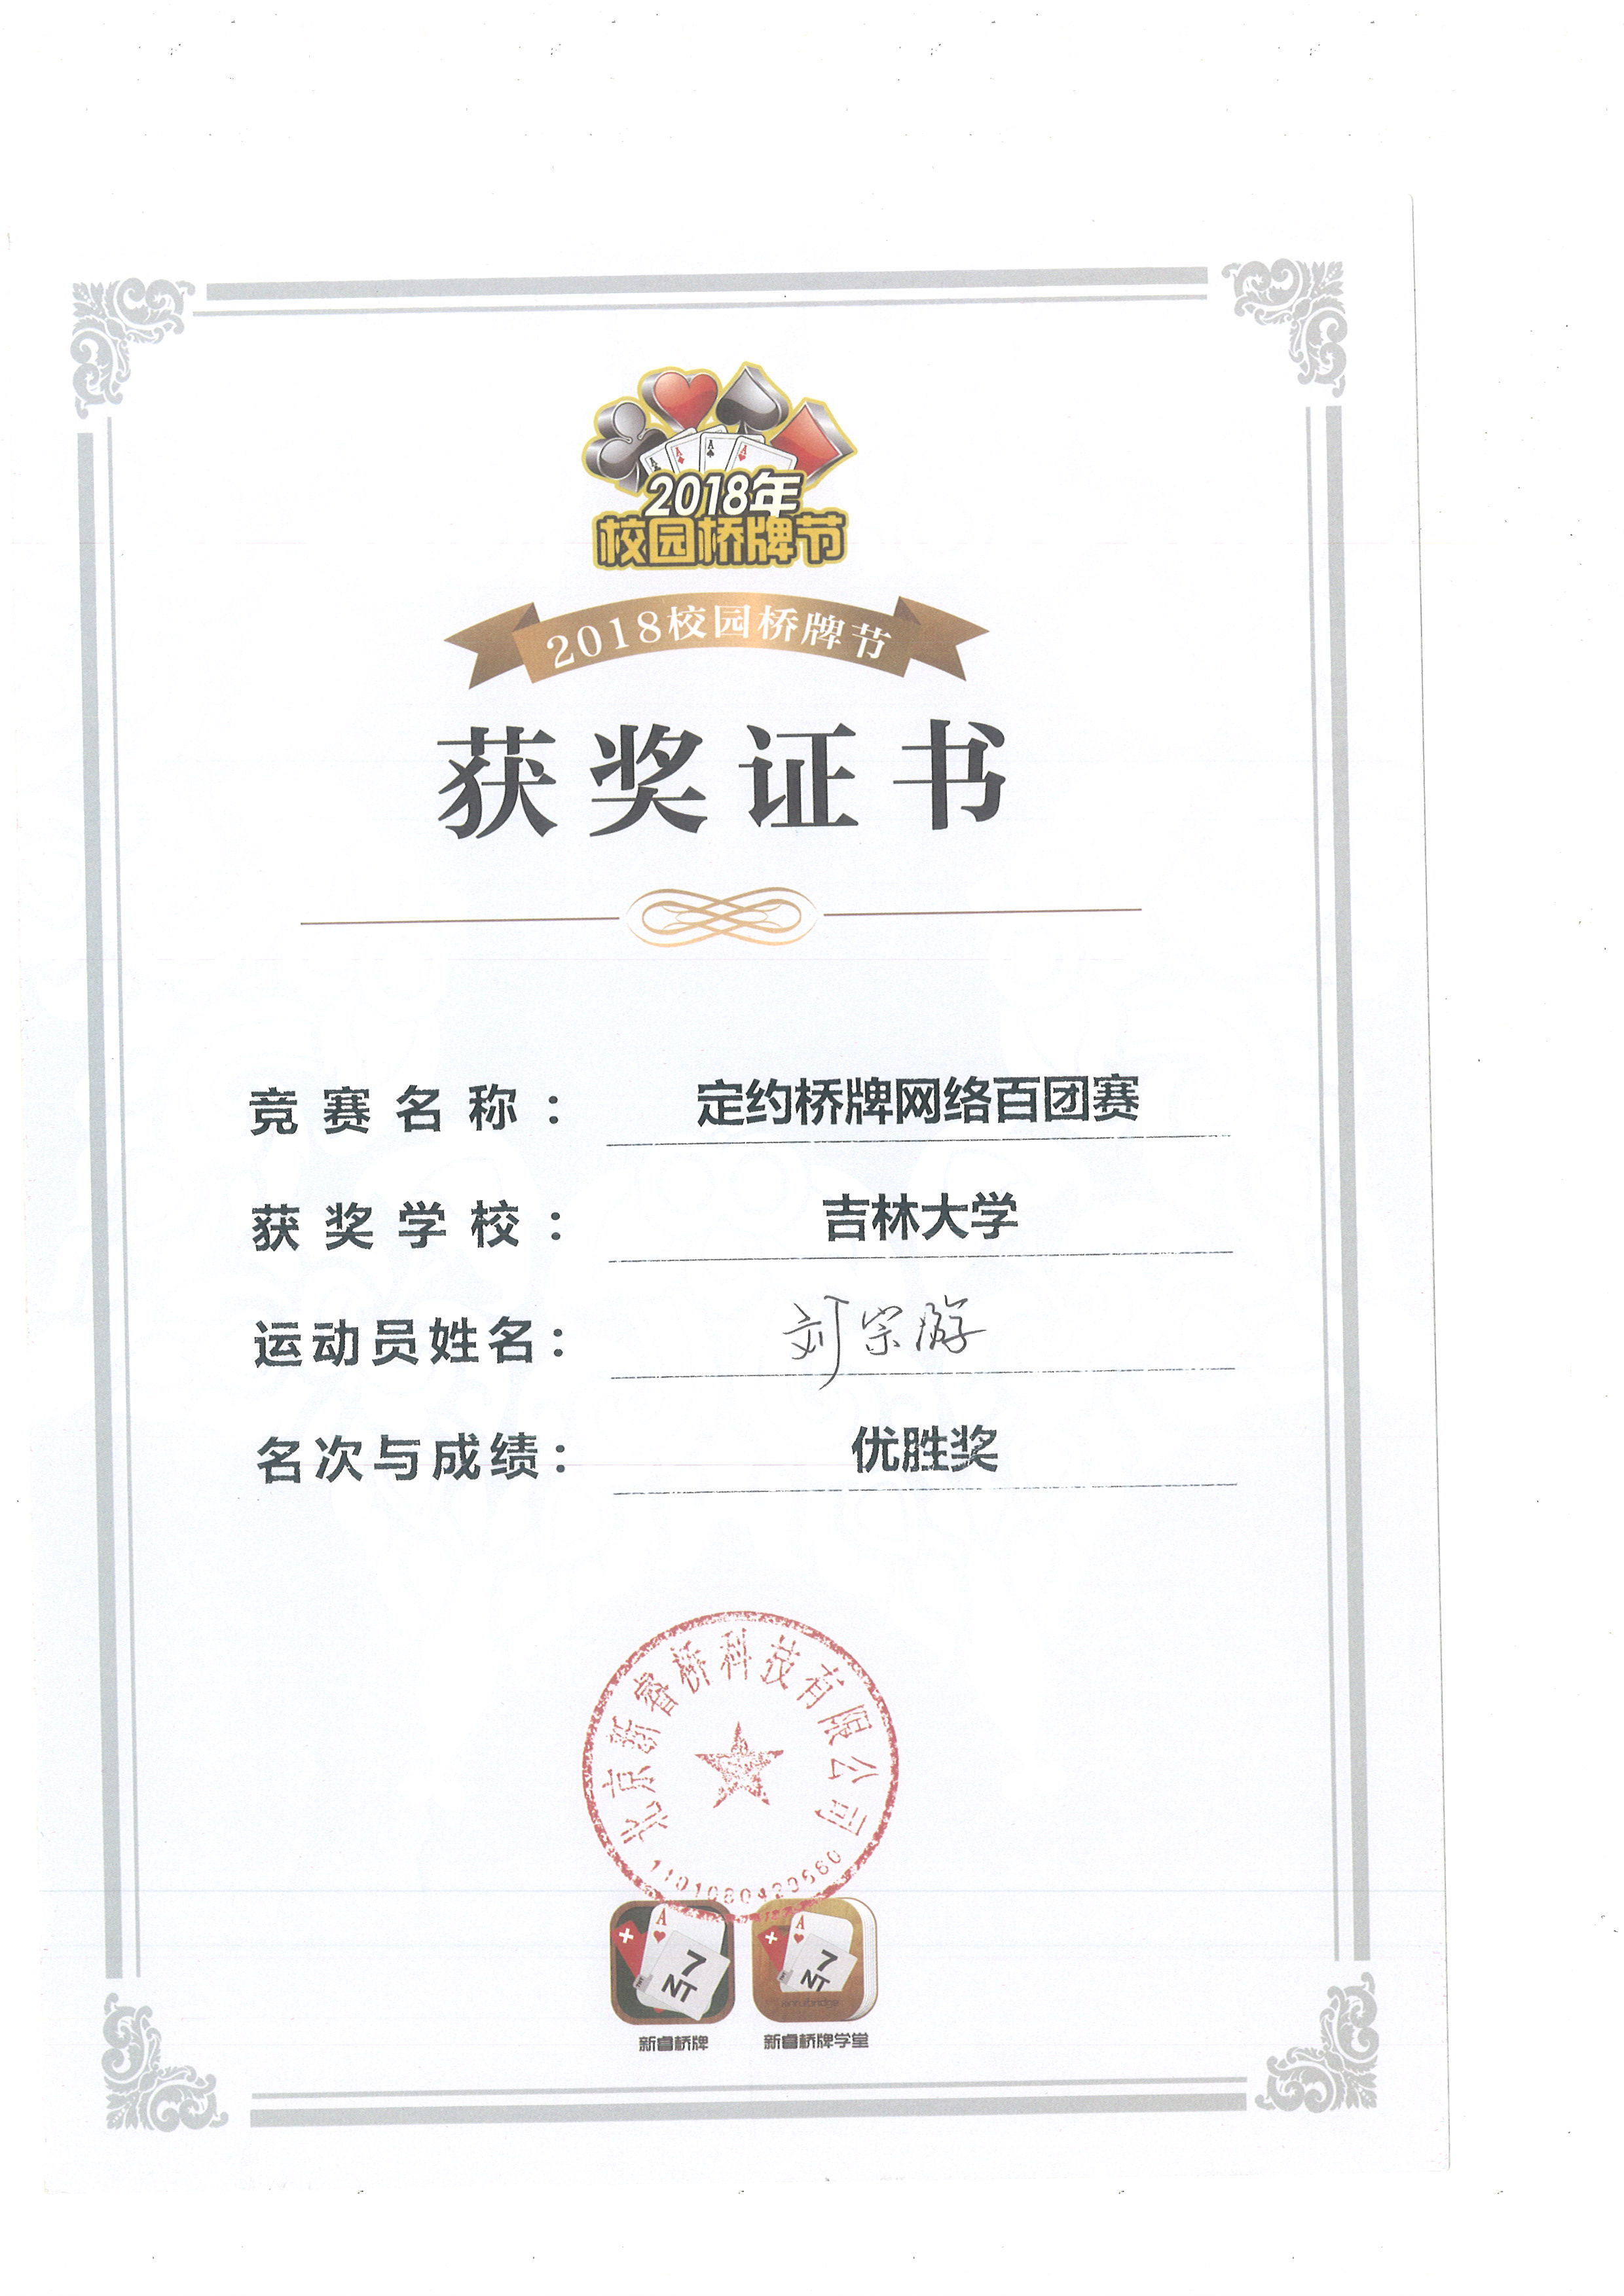 2018年
校园桥牌节
2018校园桥牌节
获奖证书
竞赛名称： 定约桥牌网络百团赛
获奖学校： 吉林大学
运动员姓名： 刘宗游
名次与成绩： 优胜奖
北京新睿桥科技有限公司
A 7 NT
A 7 NT
新睿桥牌 新睿桥牌学堂